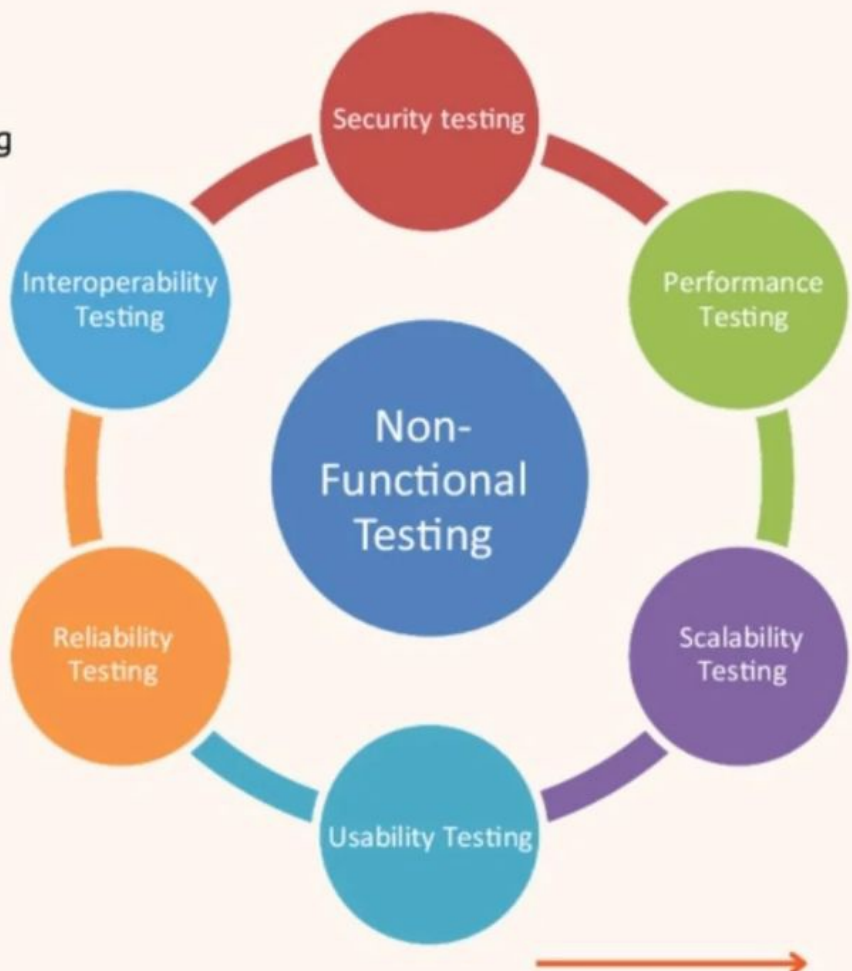 g
Security testing
Interoperability
Testing
Performance
Testing
Non-
Functional
Testing
Reliability
Testing
Scalability
Testing
Usability Testing